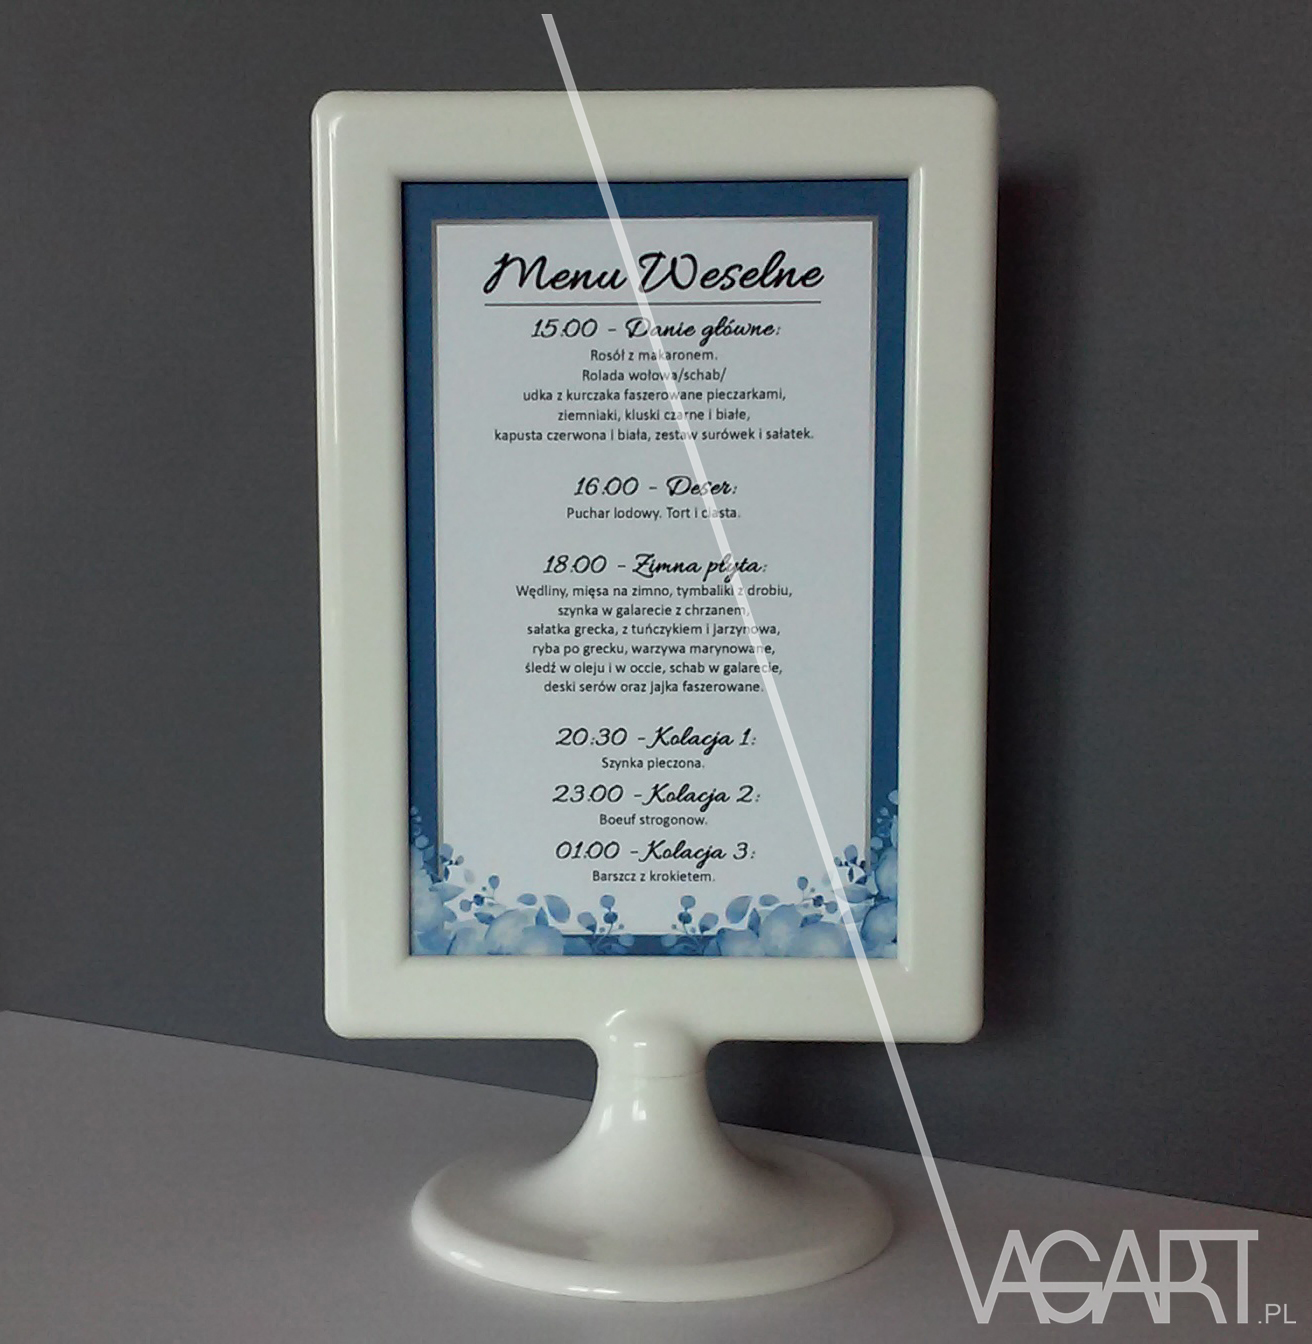 Menu Weselne
15:00 - Danie główne:
Rosół z makaronem.
Rolada wołowa/schab/
udka z kurczaka faszerowane pieczarkami,
ziemniaki, kluski czarne i białe,
kapusta czerwona i biała, zestaw surówek i sałatek.
16:00 - Deser:
Puchar lodowy. Tort i ciasta.
18:00 - Zimna płyta:
Wędliny, mięsa na zimno, tymbaliki z drobiu,
szynka w galarecie z chrzanem,
sałatka grecka, z tuńczykiem i jarzynowa,
ryba po grecku, warzywa marynowane,
śledź w oleju i w occie, schab w galarecie,
deski serów oraz jajka faszerowane.
20:30 - Kolacja 1:
Szynka pieczona.
23:00 - Kolacja 2:
Boeuf strogonow.
01:00 - Kolacja 3:
Barszcz z krokietem.
VAGART.PL